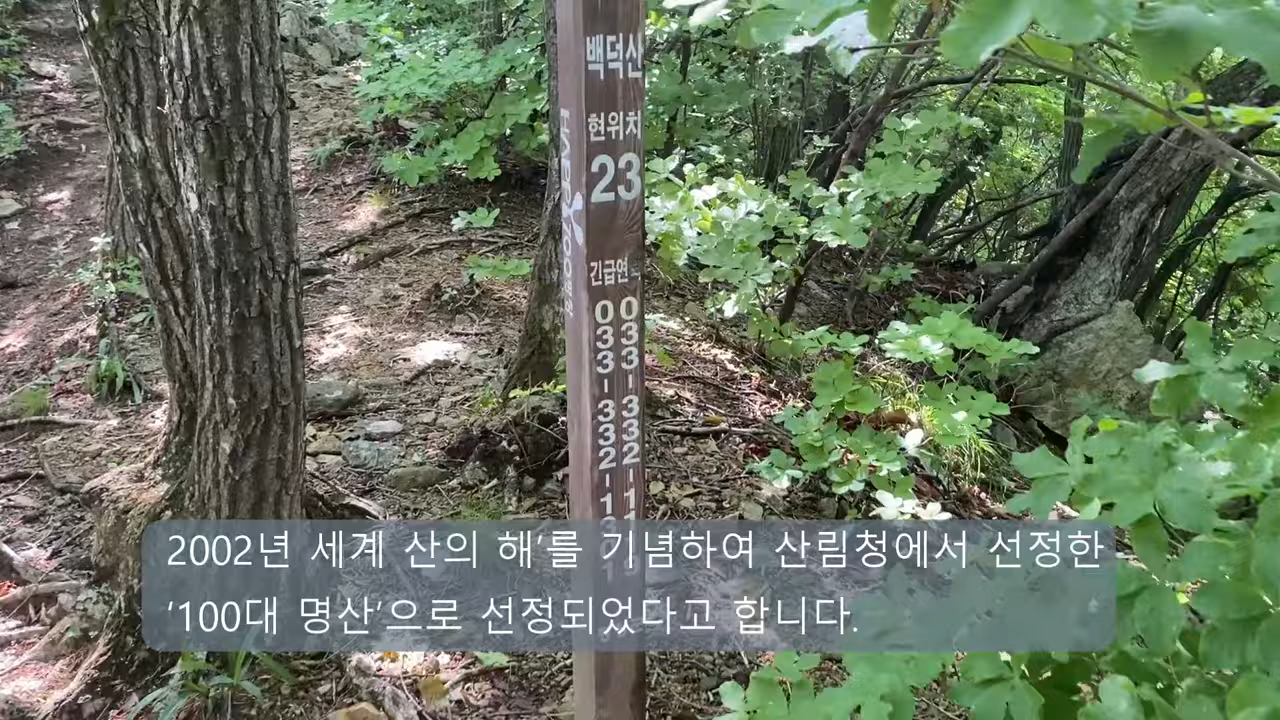 백덕산
현위치
23
긴급연
033-332-1
033-332-1
HAPPY
2002년 세계 산의 해’를 기념하여 산림청에서 선정한
‘100대 명산’으로 선정되었다고 합니다.